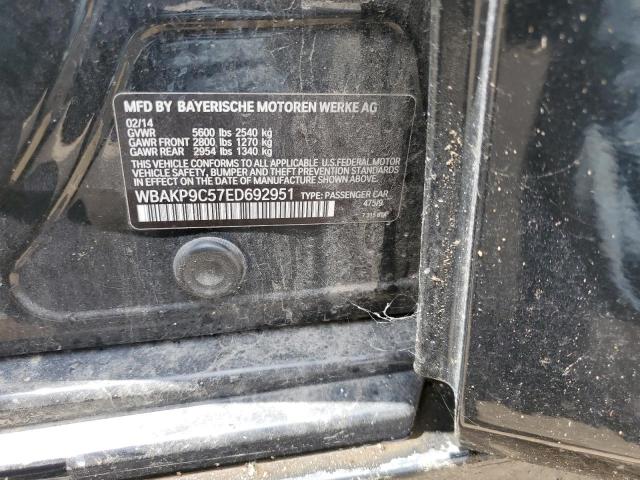 MFD BY BAYERISCHE MOTOREN WERKE AG
02/14
GVWR 5600 lbs 2540 kg
GAWR FRONT 2800 lbs 1270 kg
GAWR REAR 2954 lbs 1340 kg
THIS VEHICLE CONFORMS TO ALL APPLICABLE U.S.FEDERAL MOTOR
VEHICLE SAFETY, BUMPER AND THEFT PREVENTION STANDARDS
IN EFFECT ON THE DATE OF MANUFACTURE SHOWN ABOVE.
WBAKP9C57ED692951 TYPE: PASSENGER CAR
475/9